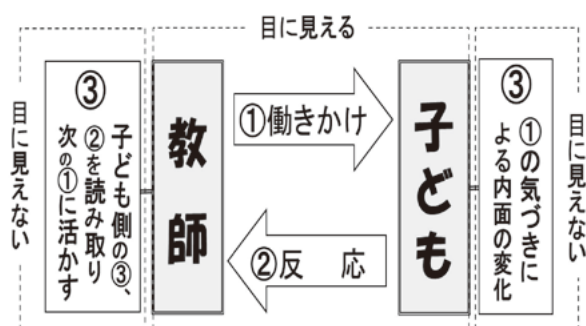 目に見える
目に見えない
③
子ども側の③、
②を読み取り
次の①に活かす
教師
①働きかけ
②反応
子ども
③
①の気づきに
よる内面の変化
目に見えない